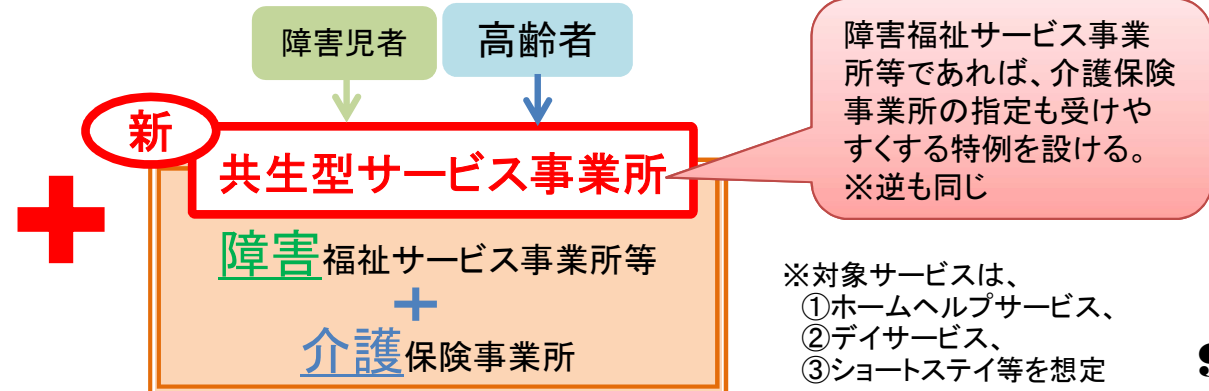 障害児者
高齢者
新
共生型サービス事業所
障害福祉サービス事業所等
+
介護保険事業所
障害福祉サービス事業
所等であれば、介護保険
事業所の指定も受けや
すくする特例を設ける。
※逆も同じ
※対象サービスは、
①ホームヘルプサービス、
②デイサービス、
③ショートステイ等を想定